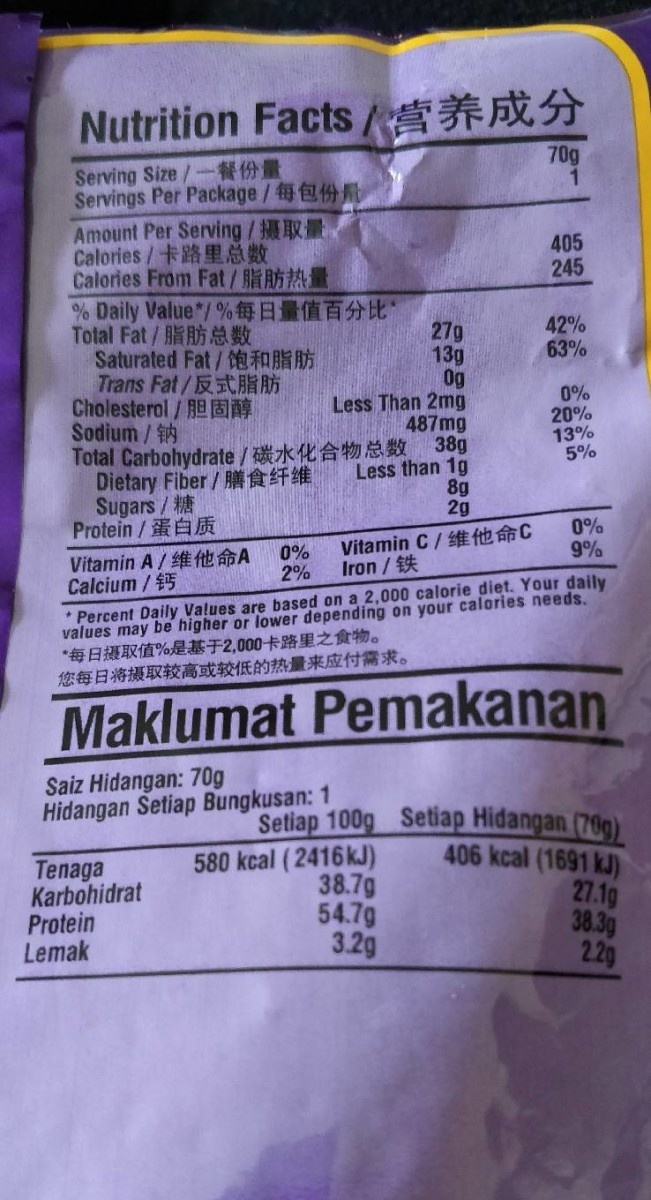 Nutrition Facts / 营养成分
Serving Size / 一餐份量 70g
Servings Per Package / 每包份量 1
Amount Per Serving / 摄取量
Calories / 卡路里总数 405
Calories From Fat / 脂肪热量 245
% Daily Value*/ %每日量值百分比*
Total Fat / 脂肪总数 27g 42%
Saturated Fat / 饱和脂肪 13g 63%
Trans Fat / 反式脂肪 0g
Cholesterol / 胆固醇 Less Than 2mg 0%
Sodium / 钠 487mg 20%
Total Carbohydrate / 碳水化合物总数 38g 13%
Dietary Fiber / 膳食纤维 Less than 1g 5%
Sugars / 糖 8g
Protein / 蛋白质 2g
Vitamin A / 维他命A 0% Vitamin C / 维他命C 0%
Calcium / 钙 2% Iron / 铁 9%
* Percent Daily Values are based on a 2,000 calorie diet. Your daily
values may be higher or lower depending on your calories needs.
*每日摄取值%是基于2,000卡路里之食物。
您每日将摄取较高或较低的热量来应付需求。
Maklumat Pemakanan
Saiz Hidangan: 70g
Hidangan Setiap Bungkusan: 1
Setiap 100g Setiap Hidangan (70g)
Tenaga 580 kcal ( 2416 kJ) 406 kcal (1691 kJ)
Karbohidrat 38.7g 27.1g
Protein 54.7g 38.3g
Lemak 3.2g 2.2g